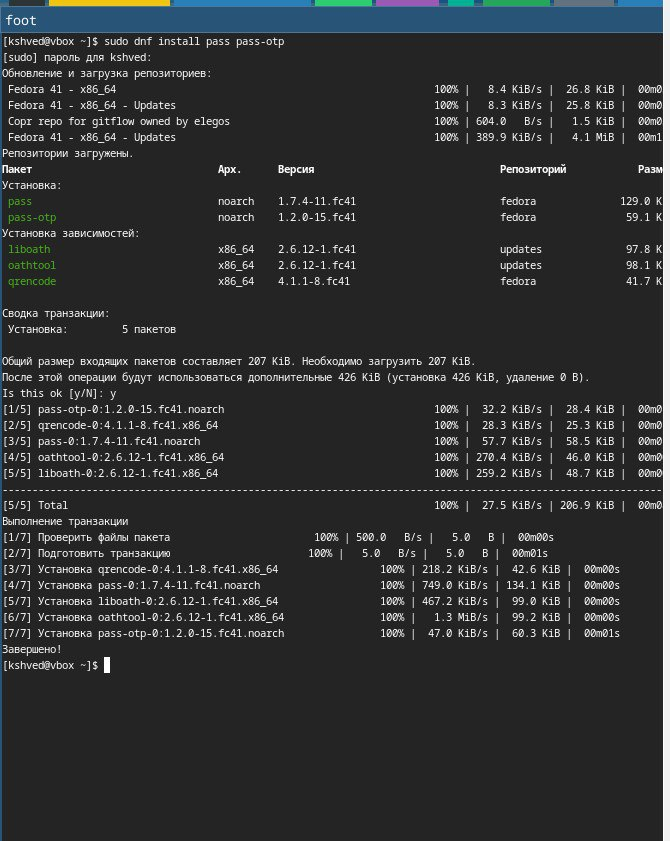 foot
[kshved@vbox ~]$ sudo dnf install pass pass-otp
[sudo] пароль для kshved:
Обновление и загрузка репозиториев:
Fedora 41 - x86_64 100% | 8.4 KiB/s | 26.8 KiB | 00m0
Fedora 41 - x86_64 - Updates 100% | 8.3 KiB/s | 25.8 KiB | 00m0
Copr repo for gitflow owned by elegos 100% | 604.0 B/s | 1.5 KiB | 00m0
Fedora 41 - x86_64 - Updates 100% | 389.9 KiB/s | 4.1 MiB | 00m1
Репозитории загружены.
Пакет Арх. Версия Репозиторий Разм
Установка:
pass noarch 1.7.4-11.fc41 fedora 129.0 K
pass-otp noarch 1.2.0-15.fc41 fedora 59.1 K
Установка зависимостей:
liboath x86_64 2.6.12-1.fc41 updates 97.8 K
oathtool x86_64 2.6.12-1.fc41 updates 98.1 K
qrencode x86_64 4.1.1-8.fc41 fedora 41.7 K
Сводка транзакции:
Установка: 5 пакетов
Общий размер входящих пакетов составляет 207 KiB. Необходимо загрузить 207 KiB.
После этой операции будут использоваться дополнительные 426 KiB (установка 426 KiB, удаление 0 B).
Is this ok [y/N]: y
[1/5] pass-otp-0:1.2.0-15.fc41.noarch 100% | 32.2 KiB/s | 28.4 KiB | 00m0
[2/5] qrencode-0:4.1.1-8.fc41.x86_64 100% | 28.3 KiB/s | 25.3 KiB | 00m0
[3/5] pass-0:1.7.4-11.fc41.noarch 100% | 57.7 KiB/s | 58.5 KiB | 00m0
[4/5] oathtool-0:2.6.12-1.fc41.x86_64 100% | 270.4 KiB/s | 46.0 KiB | 00m0
[5/5] liboath-0:2.6.12-1.fc41.x86_64 100% | 259.2 KiB/s | 48.7 KiB | 00m0
--------------------------------------------------------------------------------------------------------------
[5/5] Total 100% | 27.5 KiB/s | 206.9 KiB | 00m0
Выполнение транзакции
[1/7] Проверить файлы пакета 100% | 500.0 B/s | 5.0 B | 00m00s
[2/7] Подготовить транзакцию 100% | 5.0 B/s | 5.0 B | 00m01s
[3/7] Установка qrencode-0:4.1.1-8.fc41.x86_64 100% | 218.2 KiB/s | 42.6 KiB | 00m00s
[4/7] Установка pass-0:1.7.4-11.fc41.noarch 100% | 749.0 KiB/s | 134.1 KiB | 00m00s
[5/7] Установка liboath-0:2.6.12-1.fc41.x86_64 100% | 467.2 KiB/s | 99.0 KiB | 00m00s
[6/7] Установка oathtool-0:2.6.12-1.fc41.x86_64 100% | 1.3 MiB/s | 99.2 KiB | 00m00s
[7/7] Установка pass-otp-0:1.2.0-15.fc41.noarch 100% | 47.0 KiB/s | 60.3 KiB | 00m01s
Завершено!
[kshved@vbox ~]$